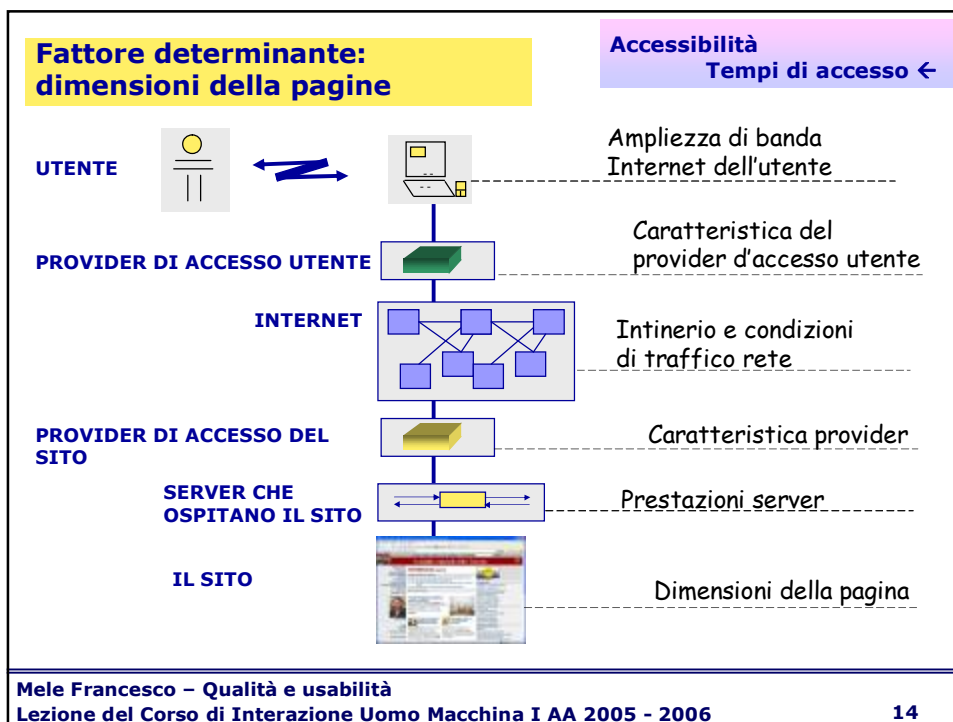 Fattore determinante:
dimensioni della pagine
Accessibilità
Tempi di accesso ←
UTENTE
Ampliezza di banda
Internet dell'utente
PROVIDER DI ACCESSO UTENTE
Caratteristica del
provider d'accesso utente
INTERNET
Intinerio e condizioni
di traffico rete
PROVIDER DI ACCESSO DEL
SITO
Caratteristica provider
SERVER CHE
OSPITANO IL SITO
Prestazioni server
IL SITO
Dimensioni della pagina
Mele Francesco – Qualità e usabilità
Lezione del Corso di Interazione Uomo Macchina I AA 2005 - 2006
14